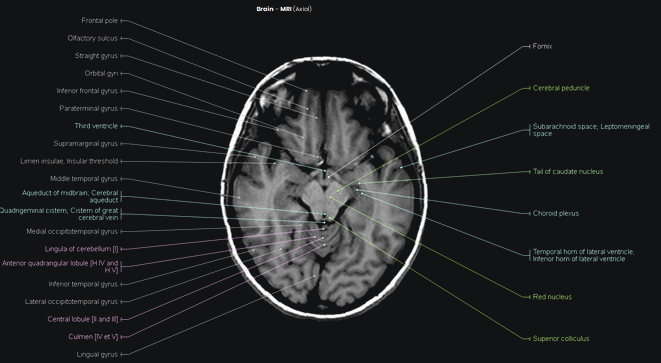 Brain - MRI (Axial)
Frontal pole
Olfactory sulcus
Straight gyrus
Orbital gyri
Inferior frontal gyrus
Paraterminal gyrus
Third ventricle
Supramarginal gyrus
Limen insulae; Insular threshold
Middle temporal gyrus
Aqueduct of midbrain; Cerebral
aqueduct
Quadrigeminal cistern; Cistern of great
cerebral vein
Medial occipitotemporal gyrus
Lingula of cerebellum [I]
Anterior quadrangular lobule [H IV and
H V]
Inferior temporal gyrus
Lateral occipitotemporal gyrus
Central lobule [II and III]
Culmen [IV et V]
Lingual gyrus
Fornix
Cerebral peduncle
Subarachnoid space; Leptomeningeal
space
Tail of caudate nucleus
Choroid plexus
Temporal horn of lateral ventricle;
Inferior horn of lateral ventricle
Red nucleus
Superior colliculus